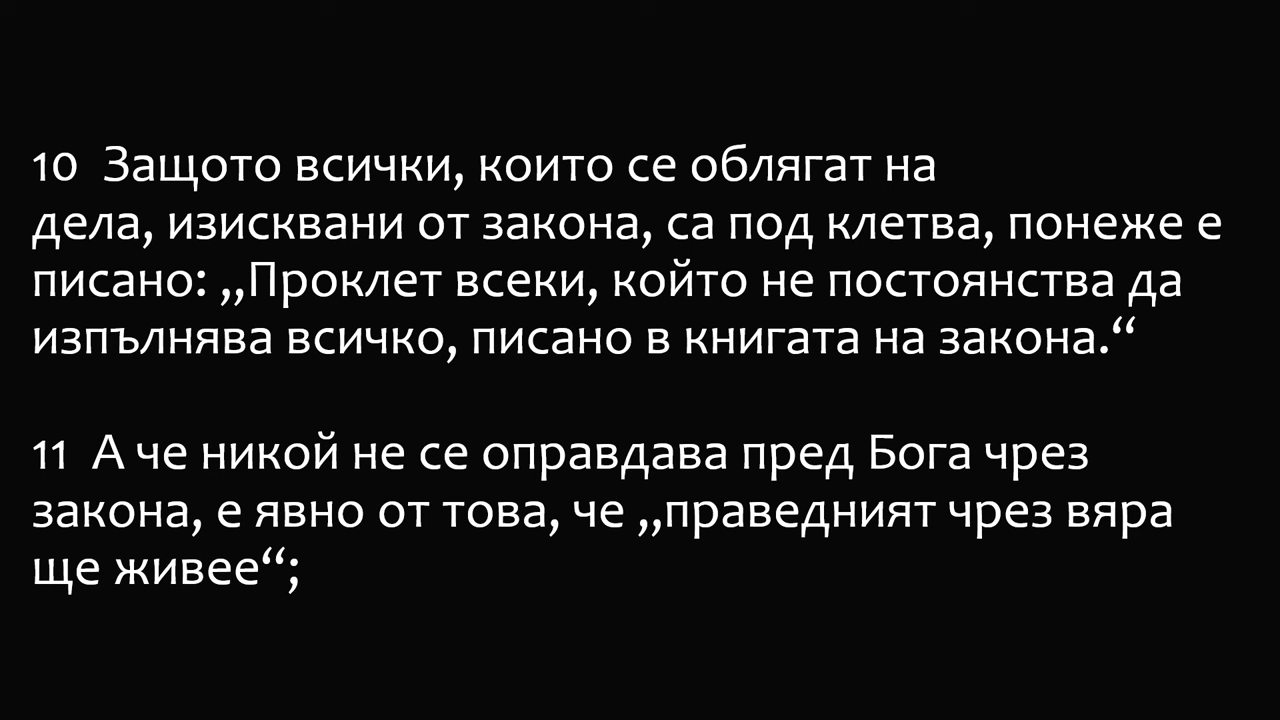 10  Защото всички, които се облягат на
дела, изисквани от закона, са под клетва, понеже е
писано: „Проклет всеки, който не постоянства да
изпълнява всичко, писано в книгата на закона.“
11  А че никой не се оправдава пред Бога чрез
закона, е явно от това, че „праведният чрез вяра
ще живее“;